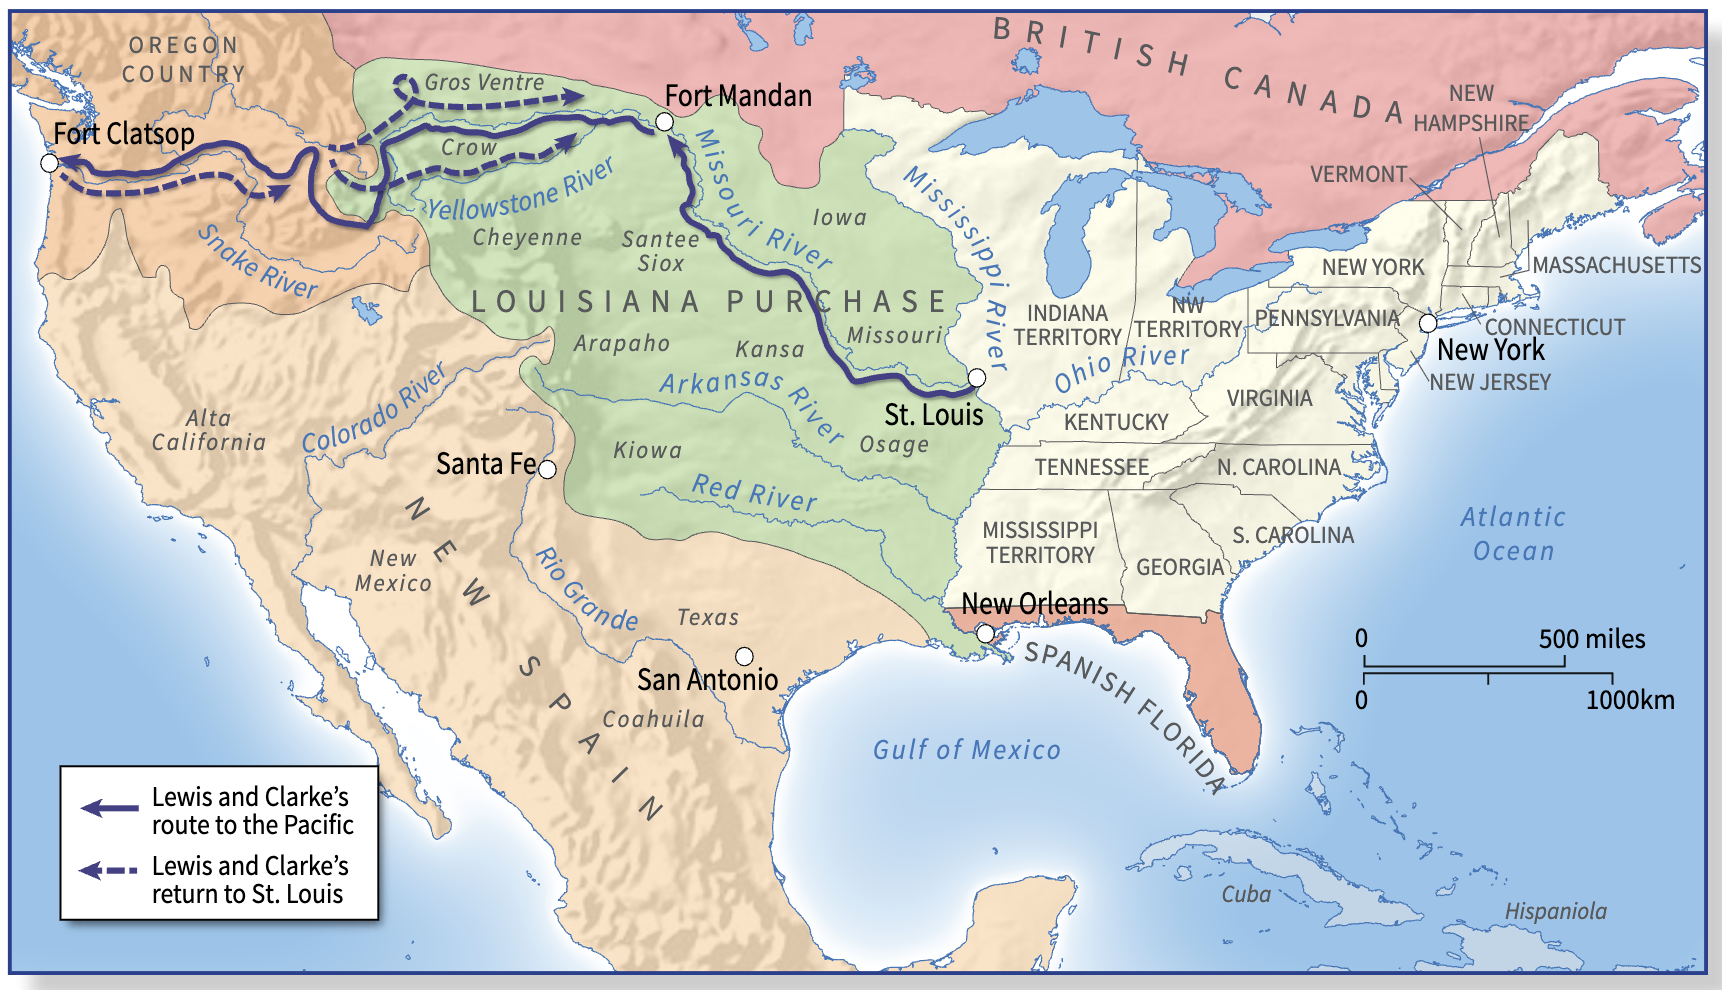 BRITISH CANADA
OREGON
COUNTRY
Gros Ventre
Fort Mandan
NEW
HAMPSHIRE
Fort Clatsop
Crow
VERMONT
Missouri River
Mississippi River
Yellowstone River
Iowa
Snake River
Cheyenne
Santee
Siox
NEW YORK
MASSACHUSETTS
LOUISIANA PURCHASE
INDIANA
TERRITORY
NW
TERRITORY
PENNSYLVANIA
CONNECTICUT
Missouri
Arapaho
Kansa
New York
Ohio River
NEW JERSEY
Arkansas River
Colorado River
VIRGINIA
St. Louis
Alta
California
KENTUCKY
Osage
Kiowa
Santa Fe
TENNESSEE
N. CAROLINA
Red River
NEW SPAIN
MISSISSIPPI
TERRITORY
S. CAROLINA
Atlantic
Ocean
New
Mexico
GEORGIA
Rio Grande
New Orleans
Texas
SPANISH FLORIDA
0 500 miles
0 1000km
San Antonio
Coahuila
Gulf of Mexico
Lewis and Clarke's
route to the Pacific
Lewis and Clarke's
return to St. Louis
Cuba
Hispaniola